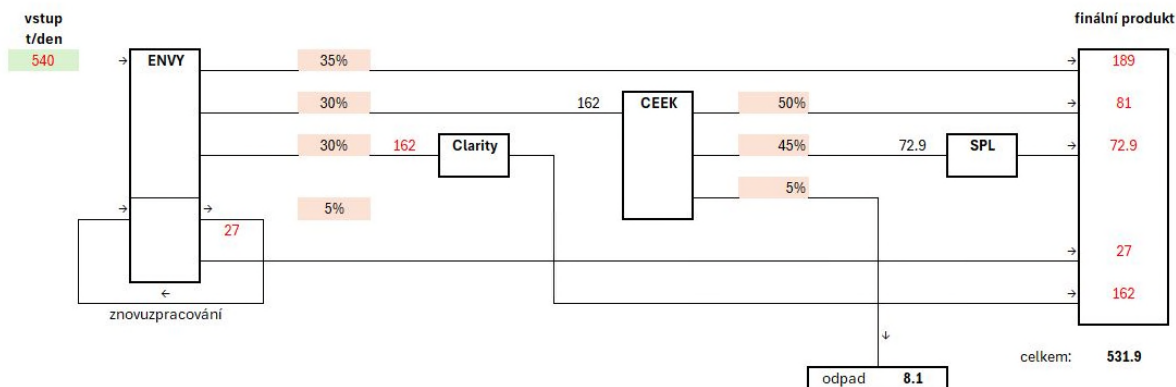 vstup
t/den
finální produkt
540 → ENVY 35% → 189
30% 162 CEEK 50% → 81
30% 162 Clarity 45% 72.9 SPL → 72.9
5%
→ → 5%
27
→ 27
← → 162
znovuzpracování
↓
celkem: 531.9
odpad 8.1